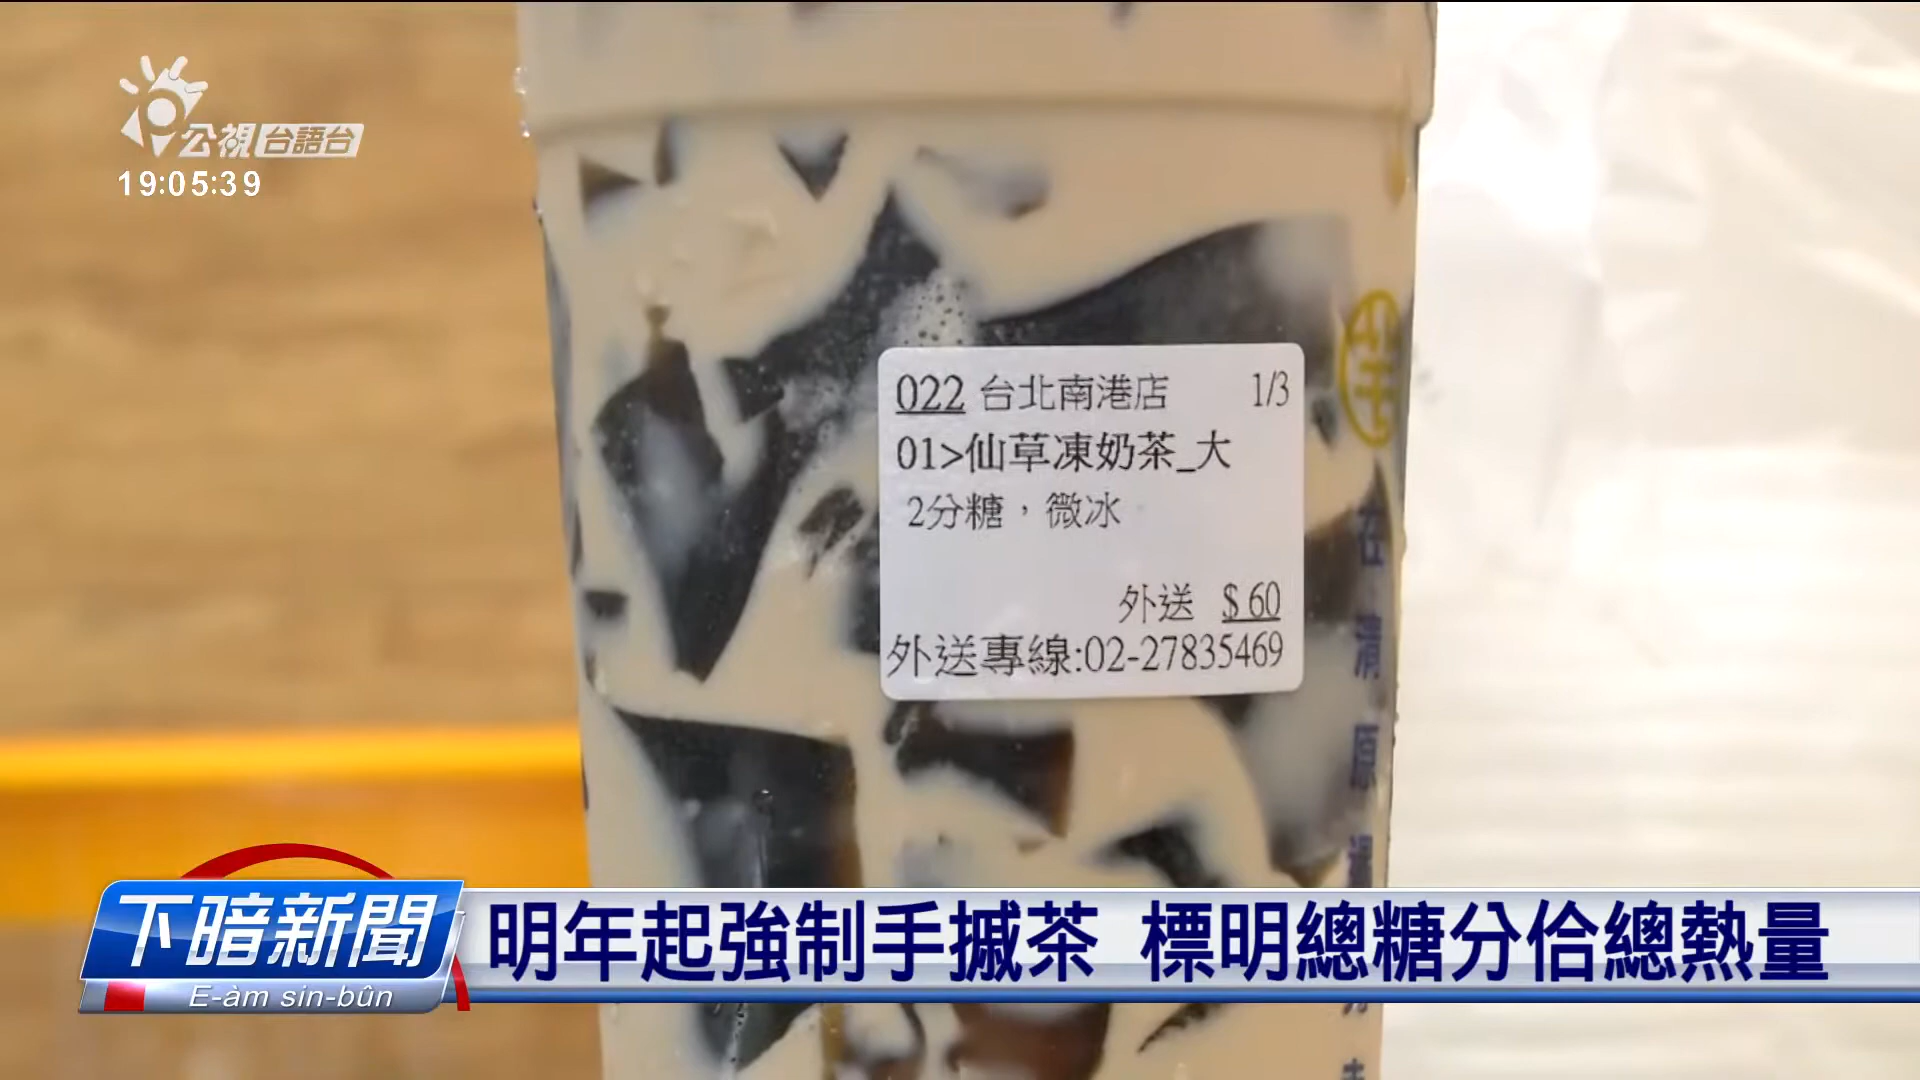 公視台語台
19:05:39
022 台北南港店 1/3
01>仙草凍奶茶_大
2分糖，微冰
外送 $60
外送專線:02-27835469
在清原
下暗新聞
E-àm sin-bûn
明年起強制手搣茶 標明總糖分佮總熱量